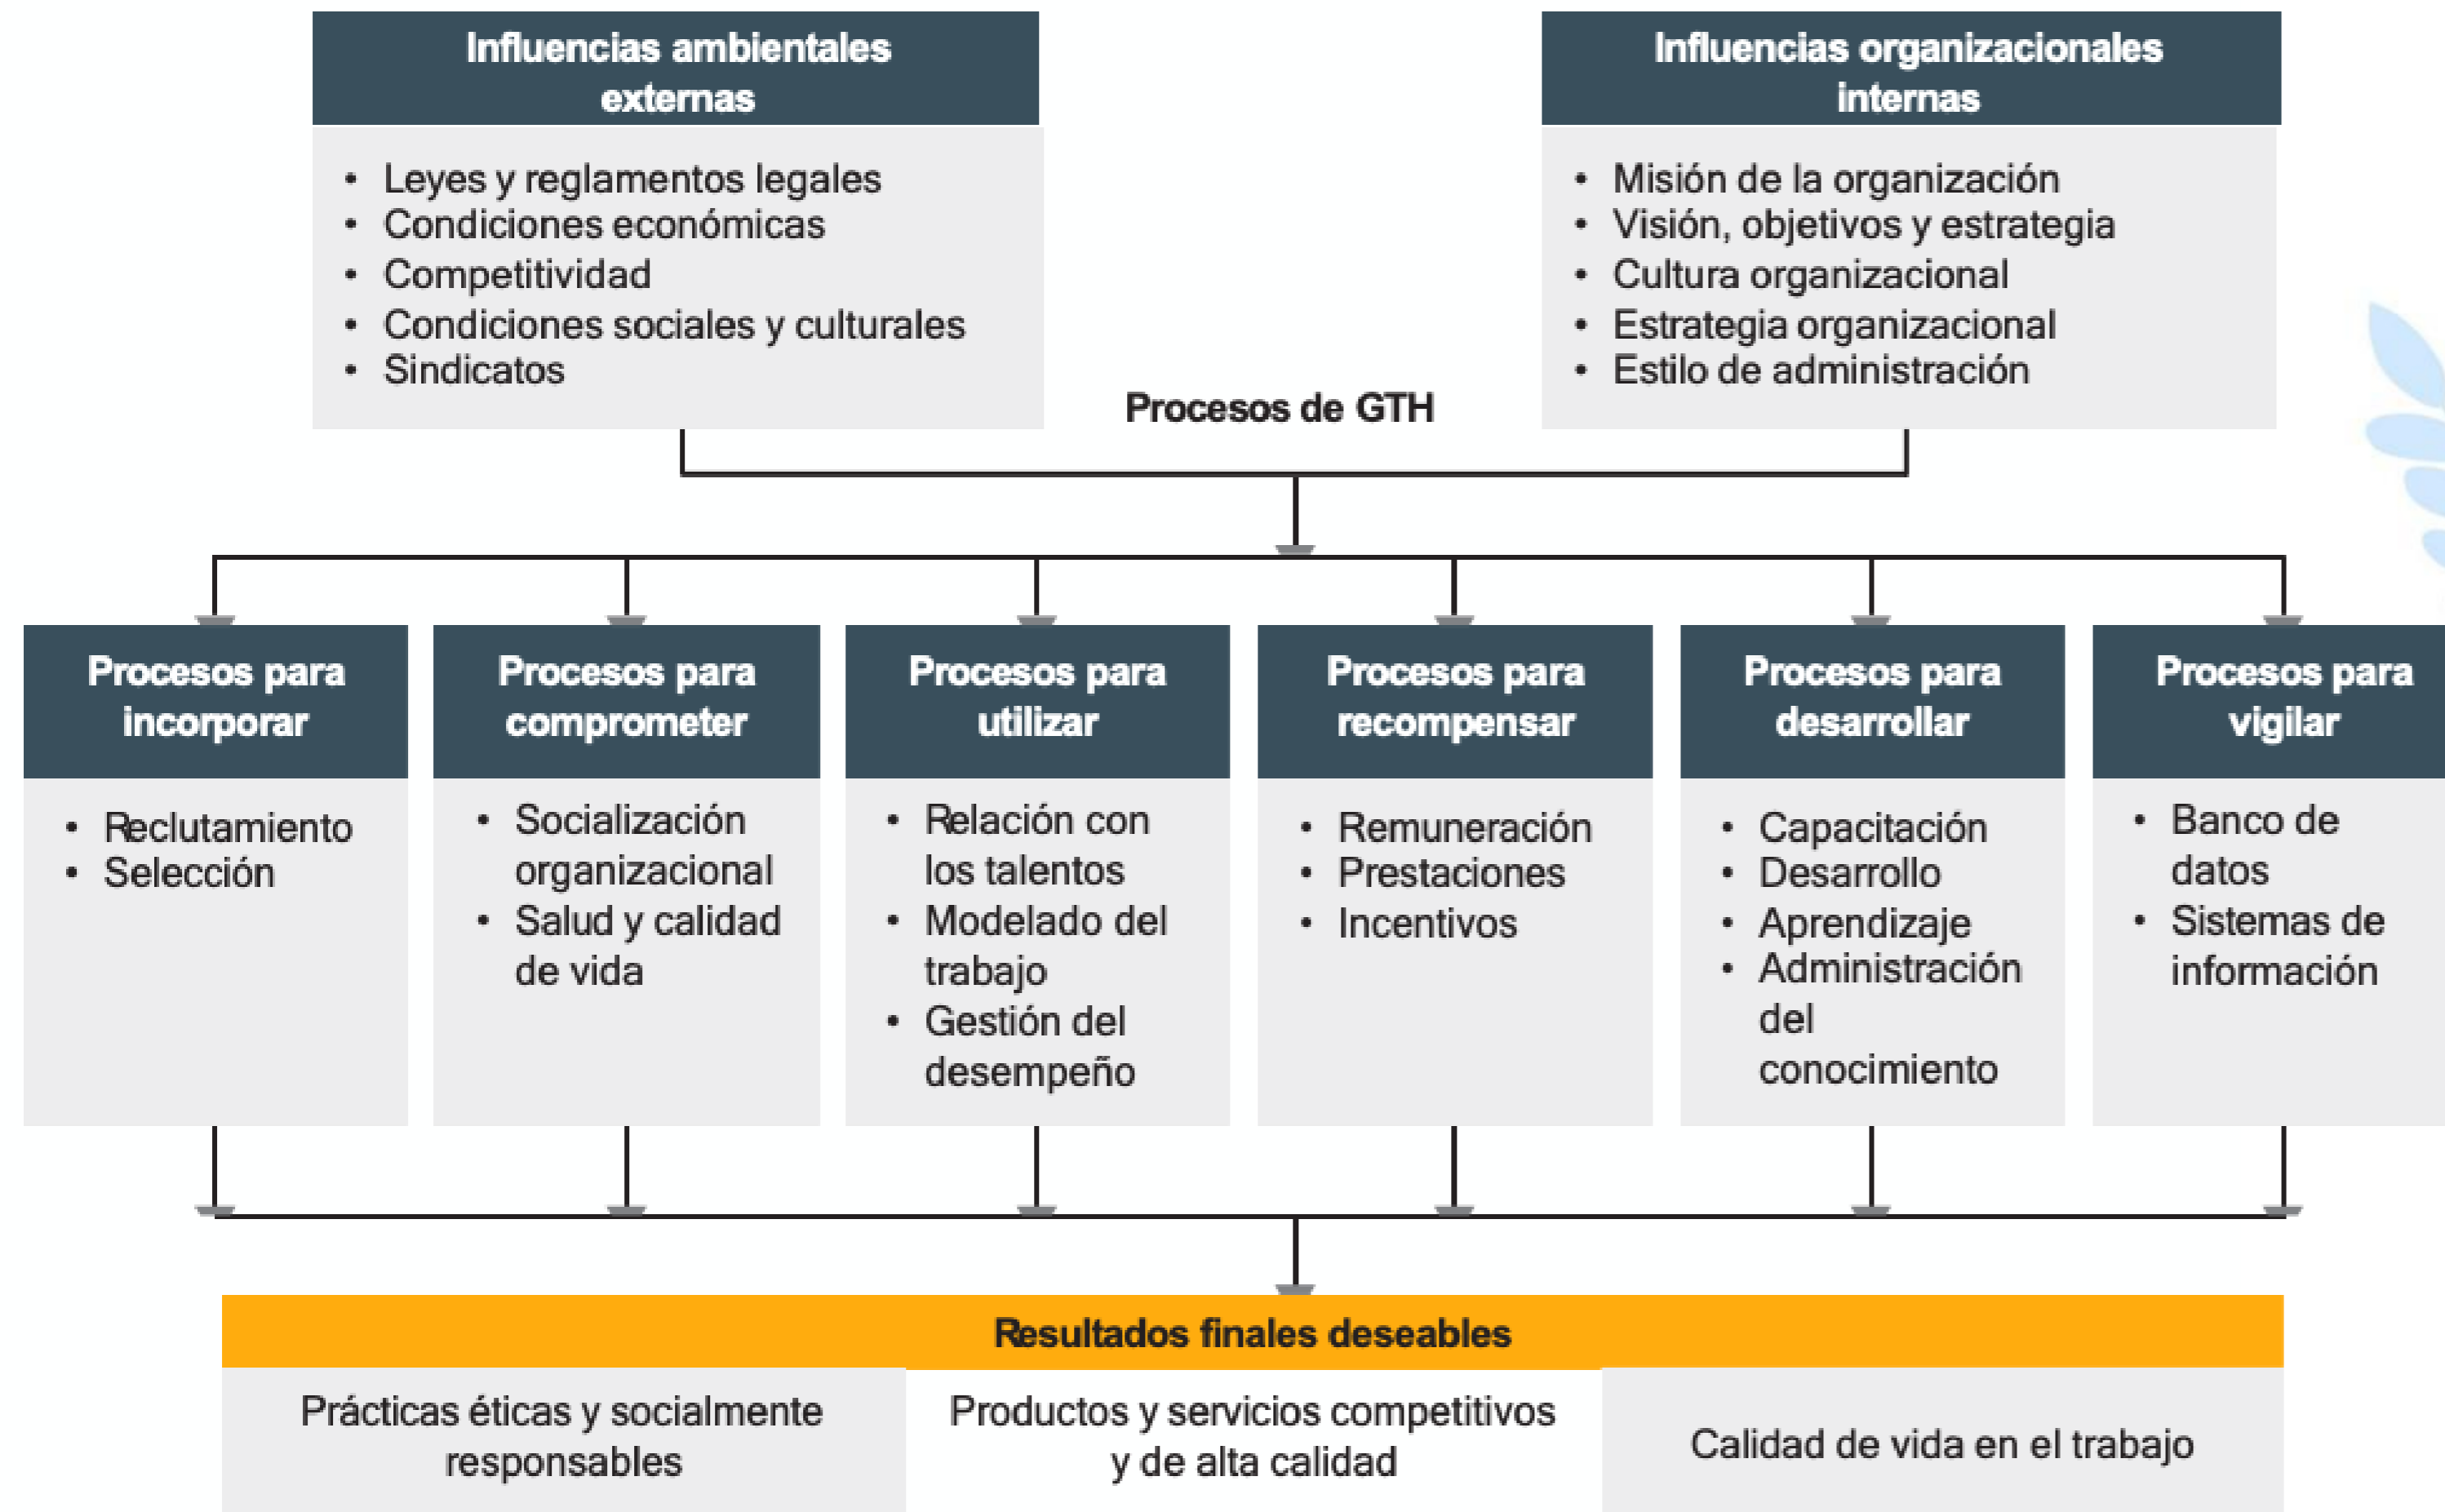 Influencias ambientales
externas
• Leyes y reglamentos legales
• Condiciones económicas
• Competitividad
• Condiciones sociales y culturales
• Sindicatos
Influencias organizacionales
internas
• Misión de la organización
• Visión, objetivos y estrategia
• Cultura organizacional
• Estrategia organizacional
• Estilo de administración
Procesos de GTH
Procesos para
incorporar
• Reclutamiento
• Selección
Procesos para
comprometer
• Socialización
organizacional
• Salud y calidad
de vida
Procesos para
utilizar
• Relación con
los talentos
• Modelado del
trabajo
• Gestión del
desempeño
Procesos para
recompensar
• Remuneración
• Prestaciones
• Incentivos
Procesos para
desarrollar
• Capacitación
• Desarrollo
• Aprendizaje
• Administración
del
conocimiento
Procesos para
vigilar
• Banco de
datos
• Sistemas de
información
Resultados finales deseables
Prácticas éticas y socialmente
responsables
Productos y servicios competitivos
y de alta calidad
Calidad de vida en el trabajo